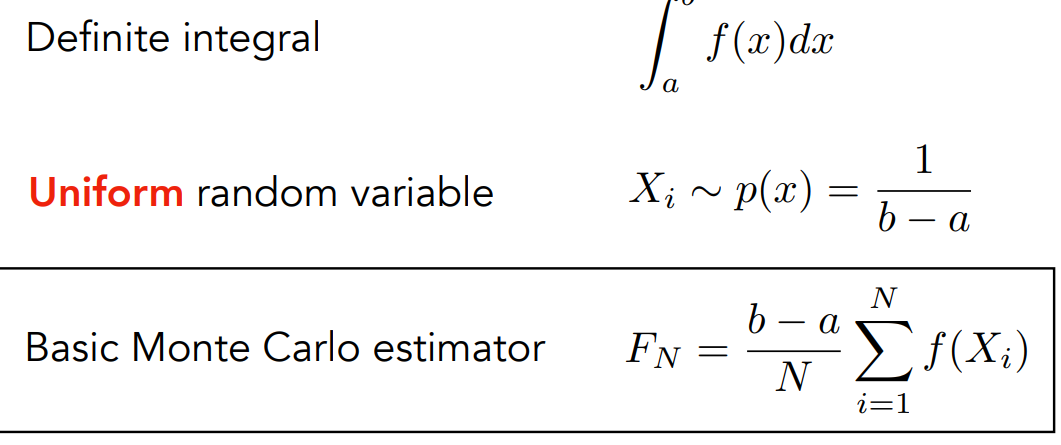 Definite integral ∫_a^b f(x)dx
Uniform random variable X_i ∼ p(x) = 1/(b − a)
Basic Monte Carlo estimator F_N = (b − a)/N ∑_{i=1}^{N} f(X_i)